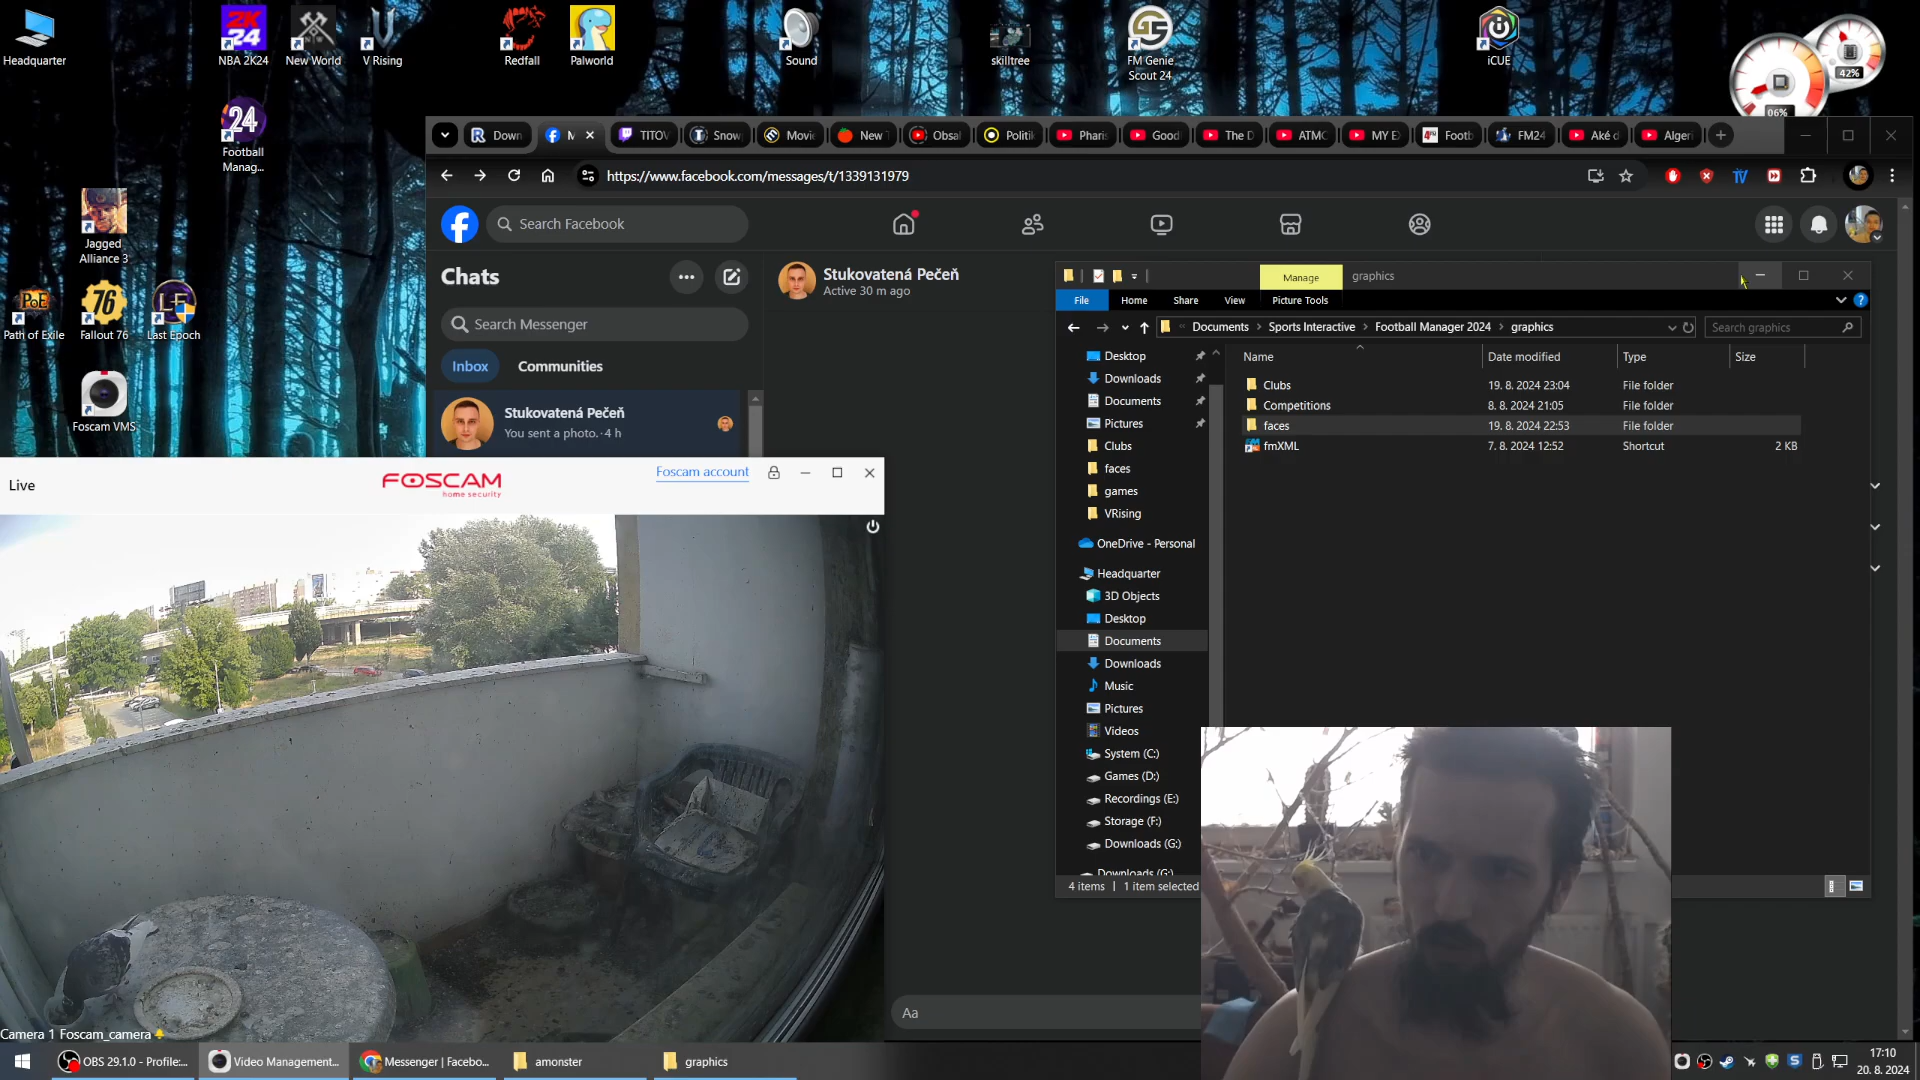 Headquarter
NBA 2K24
New World
V Rising
Redfall
Palworld
Sound
skilltree
FM Genie
Scout 24
iCUE
42%
06%
Football
Manag...
Jagged
Alliance 3
Path of Exile
Fallout 76
Last Epoch
Foscam VMS
Down
M
TITOV
Snow
Movi
New T
Obsa
Politi
Phari
Good
The D
ATMO
MY E
Footb
FM24
Aké d
Alger
https://www.facebook.com/messages/t/1339131979
Search Facebook
Chats
Search Messenger
Inbox
Communities
Stukovatená Pečeň
You sent a photo. · 4 h
Stukovatená Pečeň
Active 30 m ago
Aa
Manage
graphics
File
Home
Share
View
Picture Tools
Documents
Sports Interactive
Football Manager 2024
graphics
Search graphics
Desktop
Downloads
Documents
Pictures
Clubs
faces
games
VRising
OneDrive - Personal
Headquarter
3D Objects
Desktop
Documents
Downloads
Music
Pictures
Videos
System (C:)
Games (D:)
Recordings (E:)
Storage (F:)
Downloads (G:)
Downloads (G:)
Name
Date modified
Type
Size
Clubs 19. 8. 2024 23:04 File folder
Competitions 8. 8. 2024 21:05 File folder
faces 19. 8. 2024 22:53 File folder
fmXML 7. 8. 2024 12:52 Shortcut 2 KB
4 items
1 item selected
Live
FOSCAM
home security
Foscam account
Camera 1 Foscam_camera
OBS 29.1.0 - Profile:...
Video Management...
Messenger | Facebo...
amonster
graphics
17:10
20. 8. 2024